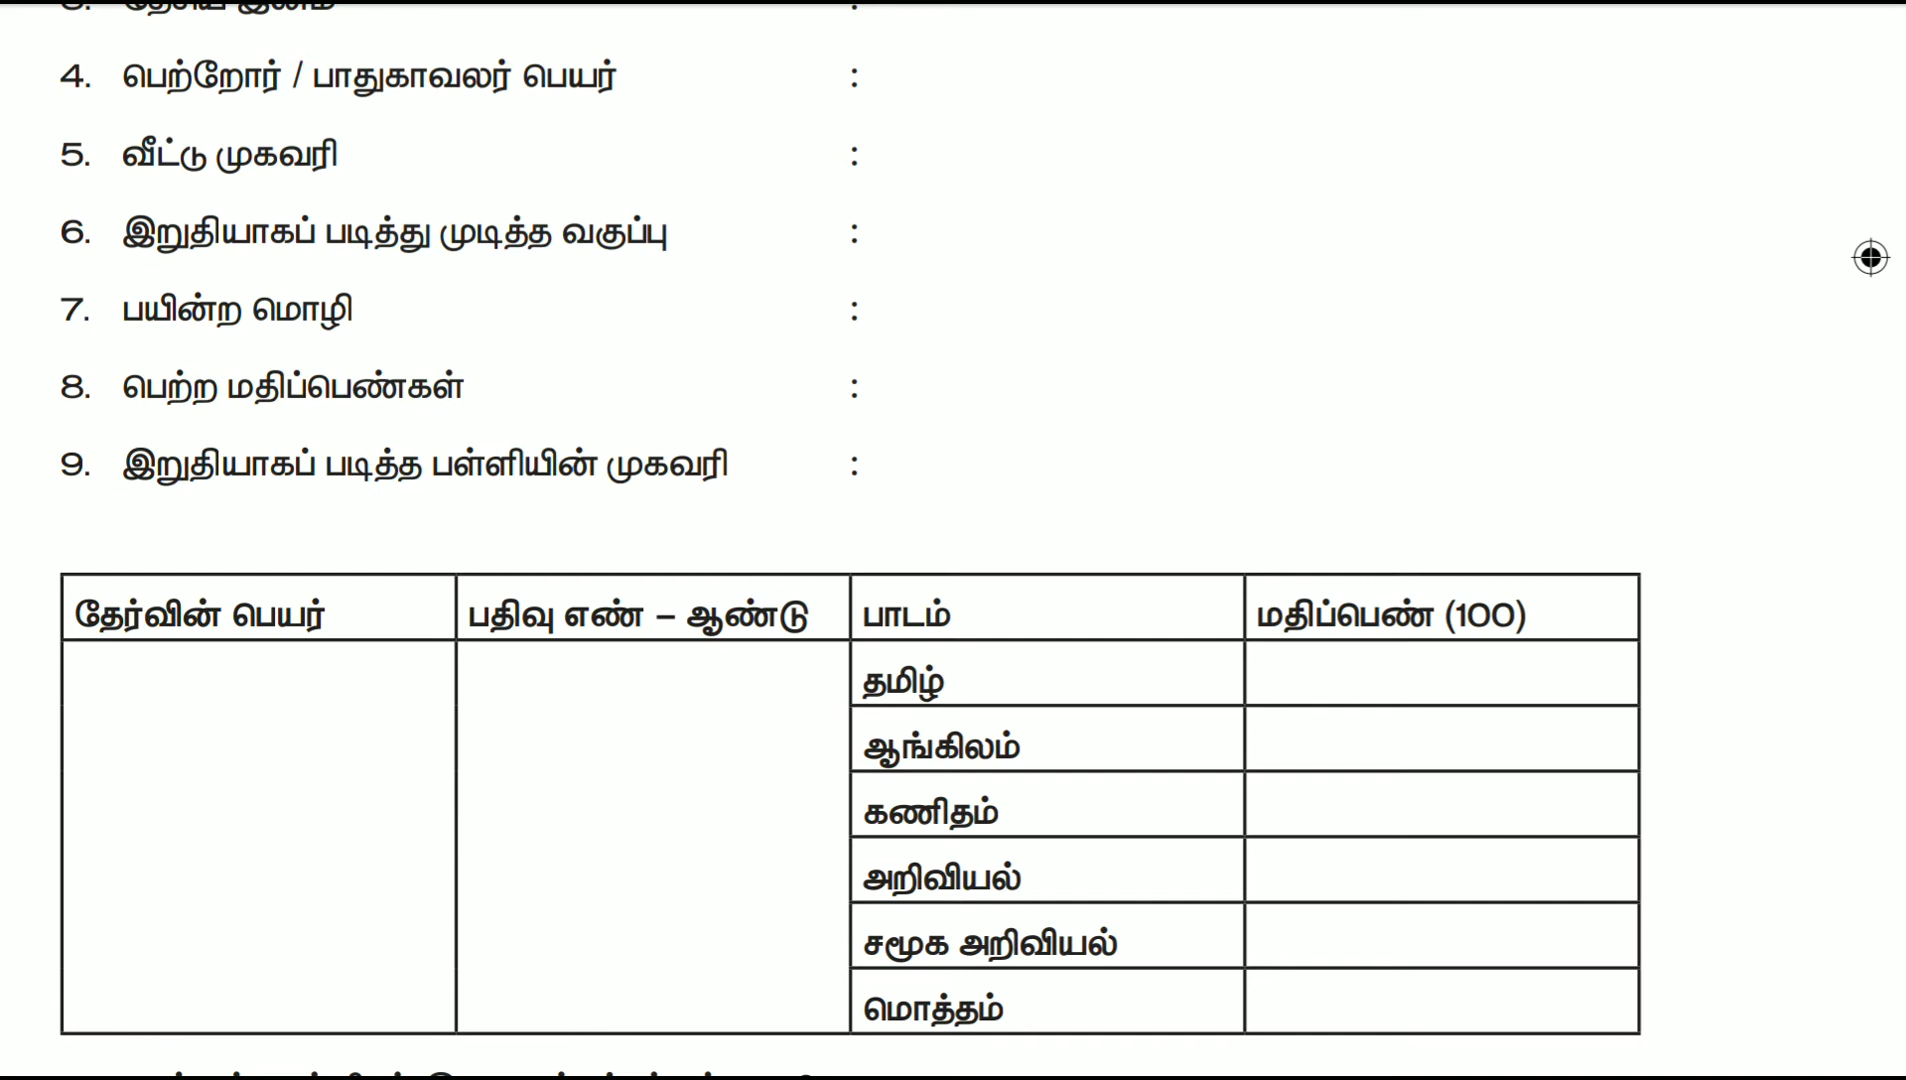 3. தேசிய இனம் :
4. பெற்றோர் / பாதுகாவலர் பெயர் :
5. வீட்டு முகவரி :
6. இறுதியாகப் படித்து முடித்த வகுப்பு :
7. பயின்ற மொழி :
8. பெற்ற மதிப்பெண்கள் :
9. இறுதியாகப் படித்த பள்ளியின் முகவரி :
தேர்வின் பெயர் பதிவு எண் – ஆண்டு பாடம் மதிப்பெண் (100)
தமிழ்
ஆங்கிலம்
கணிதம்
அறிவியல்
சமூக அறிவியல்
மொத்தம்